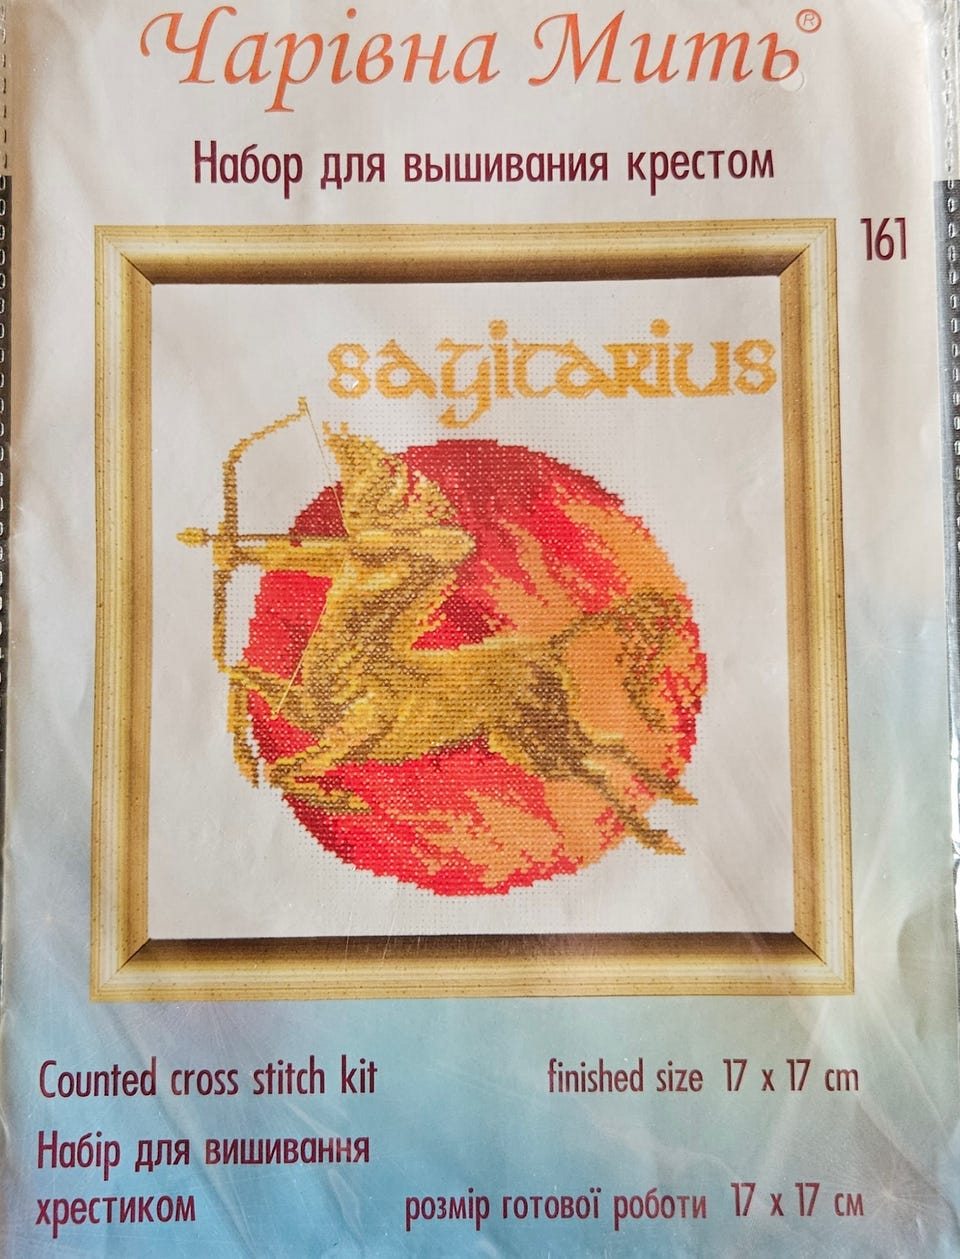 Чарівна Мить®
Набор для вышивания крестом
161
sagitarius
Counted cross stitch kit
finished size 17 x 17 cm
Набір для вишивання
хрестиком
розмір готової роботи 17 x 17 см